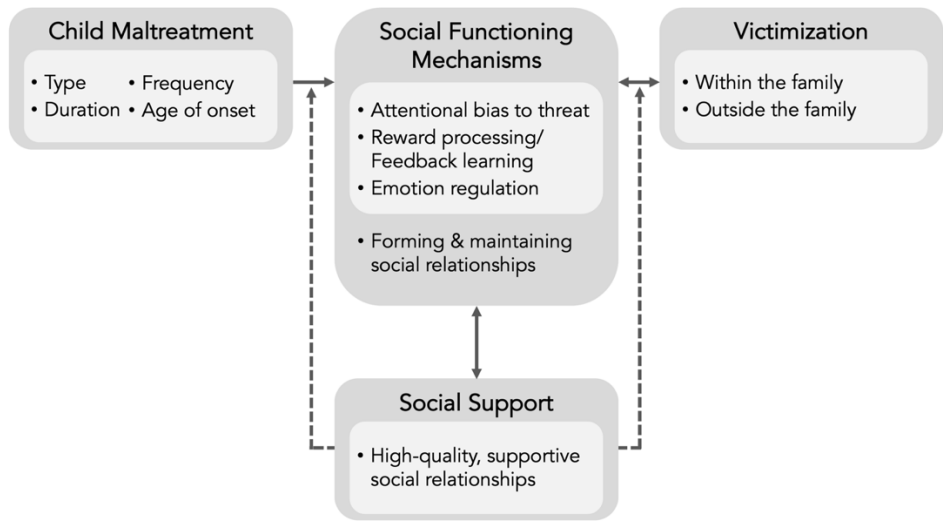 Child Maltreatment
• Type
• Frequency
• Duration
• Age of onset
Social Functioning
Mechanisms
• Attentional bias to threat
• Reward processing/
Feedback learning
• Emotion regulation
• Forming & maintaining
social relationships
Victimization
• Within the family
• Outside the family
Social Support
• High-quality, supportive
social relationships